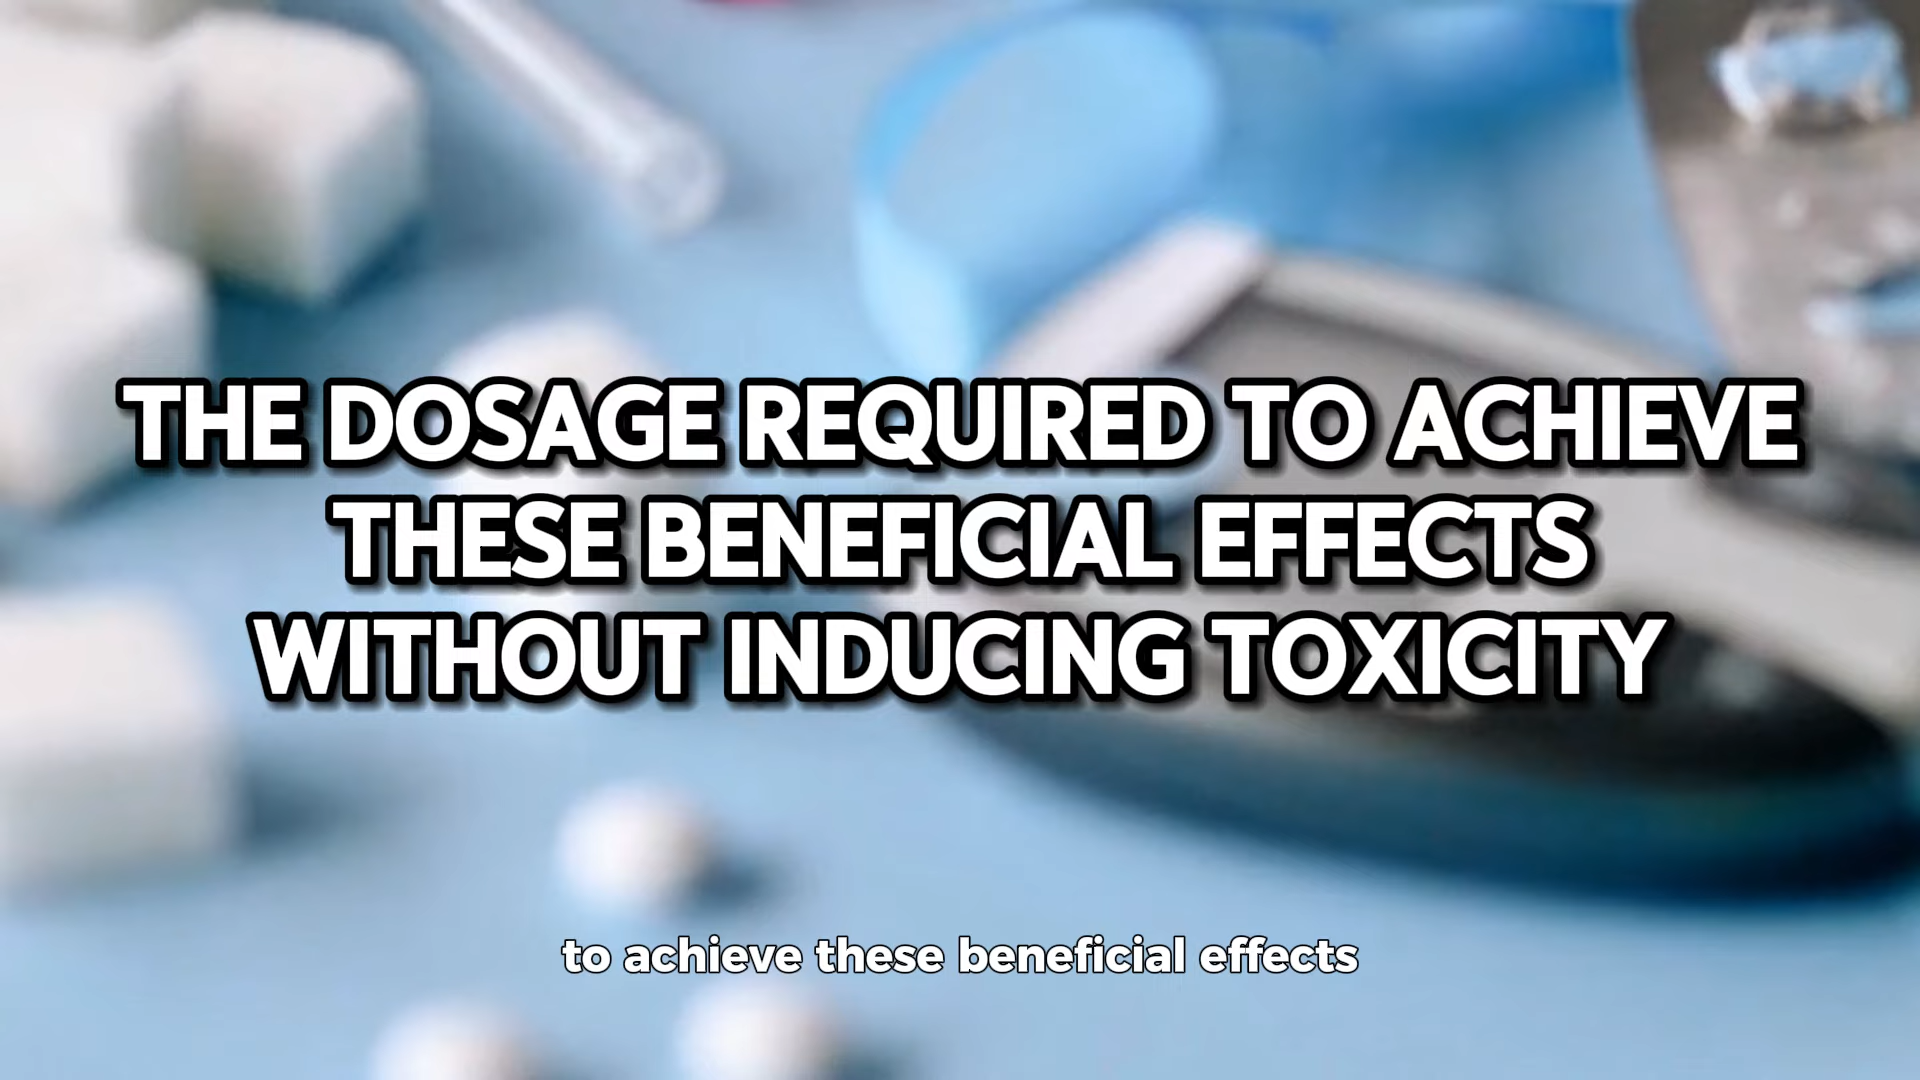 THE DOSAGE REQUIRED TO ACHIEVE
THESE BENEFICIAL EFFECTS
WITHOUT INDUCING TOXICITY
to achieve these beneficial effects